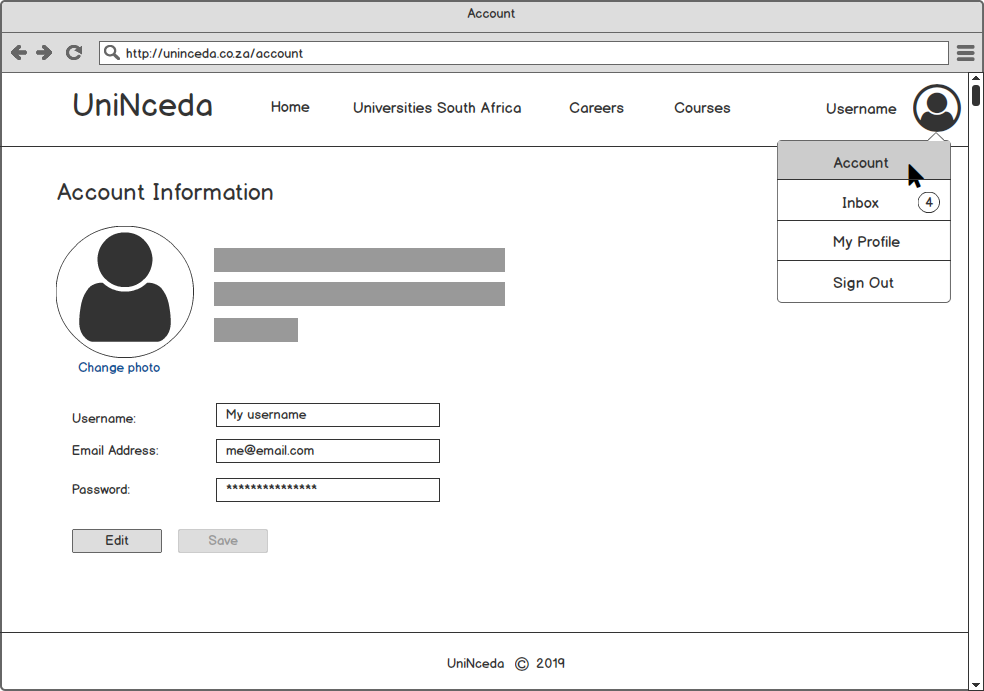 Account
http://uninceda.co.za/account
UniNceda Home Universities South Africa Careers Courses Username
Account
Inbox 4
My Profile
Sign Out
Account Information
Change photo
Username: My username
Email Address: me@email.com
Password: ***************
Edit Save
UniNceda © 2019